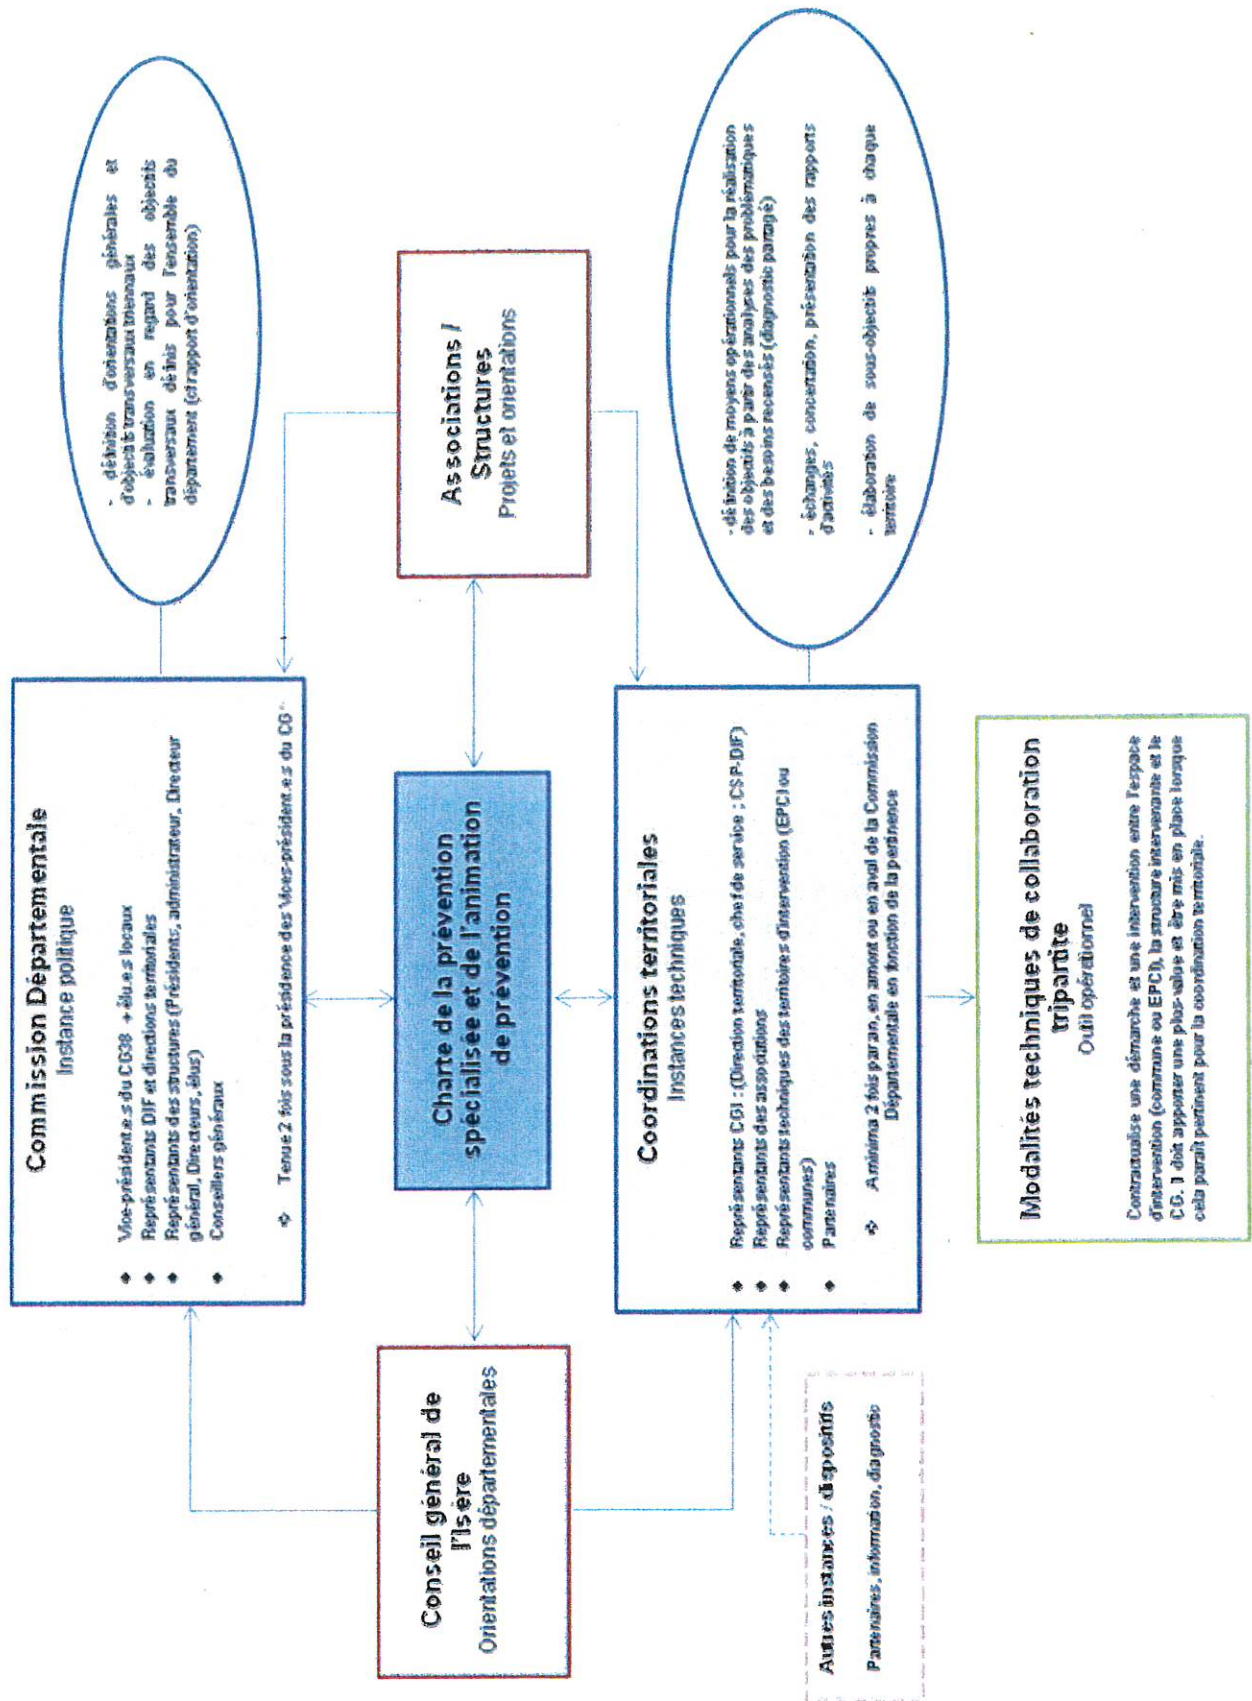 Commission Départementale
Instance politique
Vice-président.e.s du CG38 + élu.e.s locaux
Représentants DIF et directions territoriales
Représentants des structures (Présidents, administrateur, Directeur
général, Directeurs, élus)
Conseillers généraux
Tenue 2 fois sous la présidence des Vices-président.e.s du CG
- définition d'orientations générales et
d'objectifs transversaux triennaux
- évaluation en regard des objectifs
transversaux définis pour l'ensemble du
département (cf rapport d'orientation)
Conseil général de
l'Isère
Orientations départementales
Charte de la prévention
spécialisée et de l'animation
de prévention
Associations /
Structures
Projets et orientations
Coordinations territoriales
Instances techniques
Représentants CGI : (Direction territoriale, chef de service ; CSP-DIF)
Représentants des associations
Représentants techniques des territoires d'intervention (EPCI ou
communes)
Partenaires
A minima 2 fois par an, en amont ou en aval de la Commission
Départementale en fonction de la pertinence
- définition de moyens opérationnels pour la réalisation
des objectifs à partir des analyses des problématiques
et des besoins recensés (diagnostic partagé)
- échanges, concertation, présentation des rapports
d'activités
- élaboration de sous-objectifs propres à chaque
territoire
Autres instances / dispositifs
Partenaires, information, diagnostic
Modalités techniques de collaboration
tripartite
Outil opérationnel
Contractualise une démarche et une intervention entre l'espace
d'intervention (commune ou EPCI), la structure intervenante et le
CG. Il doit apporter une plus-value et être mis en place lorsque
cela paraît pertinent pour la coordination territoriale.